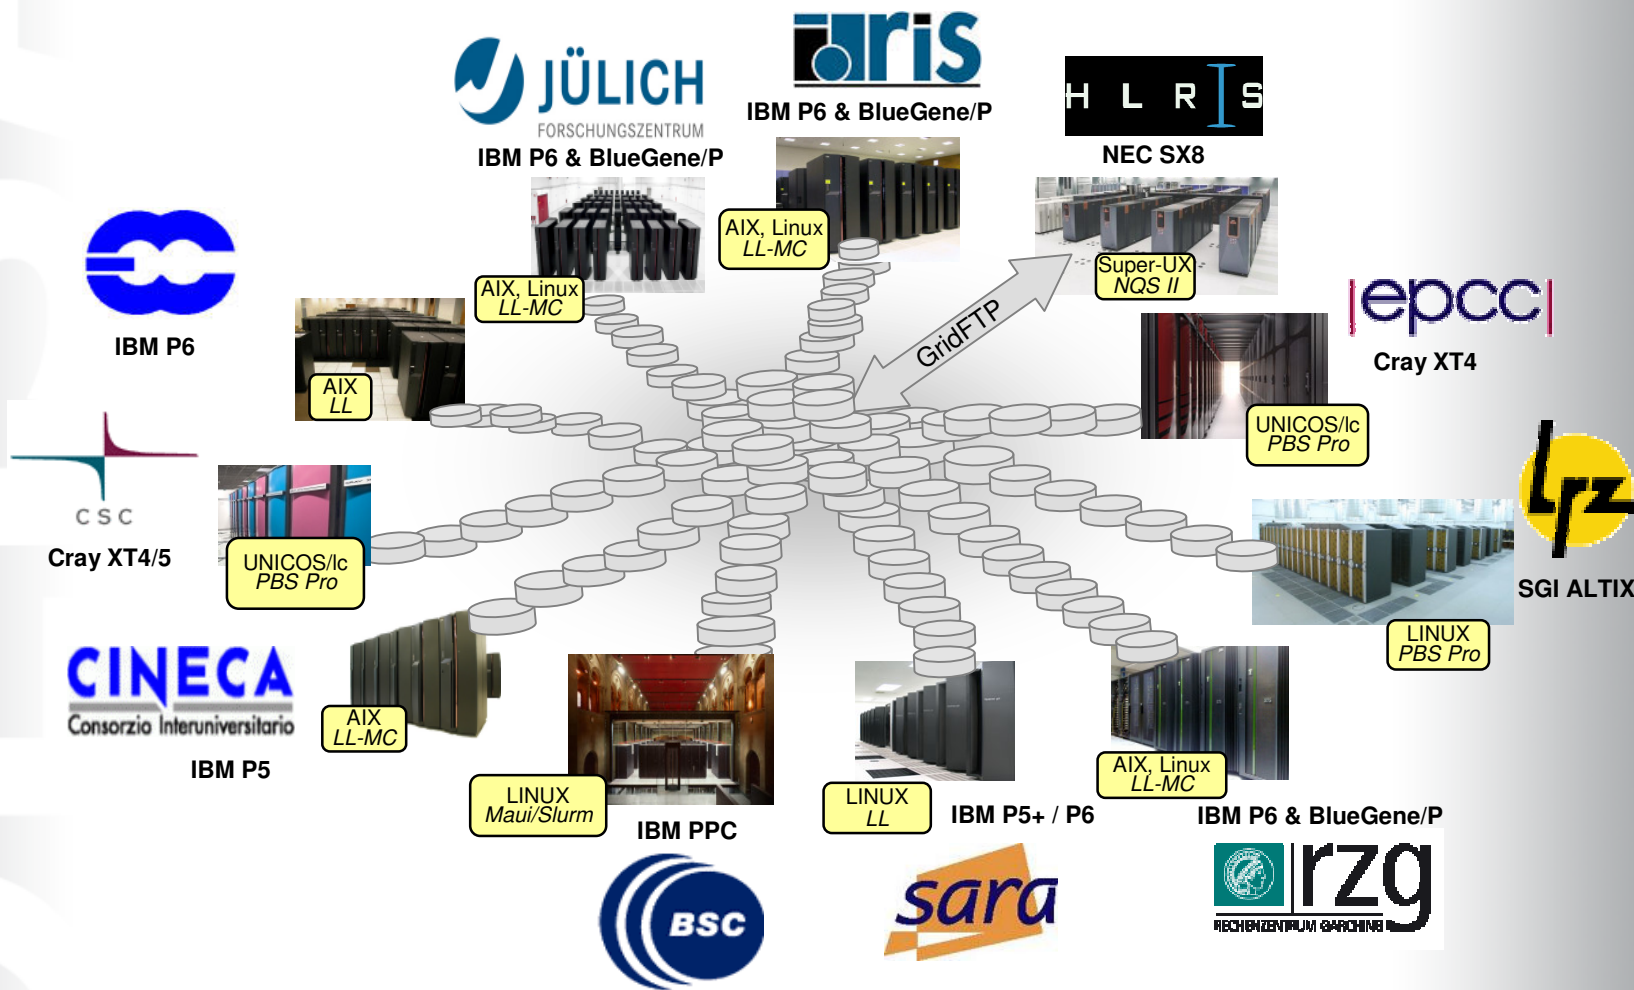 idris
JÜLICH
FORSCHUNGSZENTRUM
IBM P6 & BlueGene/P
IBM P6 & BlueGene/P
HLRIS
NEC SX8
AIX, Linux
LL-MC
AIX, Linux
LL-MC
Super-UX
NQS II
GridFTP
|epcc|
Cray XT4
IBM P6
AIX
LL
UNICOS/lc
PBS Pro
CSC
Cray XT4/5
UNICOS/lc
PBS Pro
lrz
SGI ALTIX
LINUX
PBS Pro
CINECA
Consorzio Interuniversitario
IBM P5
AIX
LL-MC
LINUX
Maui/Slurm
IBM PPC
BSC
LINUX
LL
IBM P5+ / P6
sara
AIX, Linux
LL-MC
IBM P6 & BlueGene/P
rzg
RECHENZENTRUM GARCHING